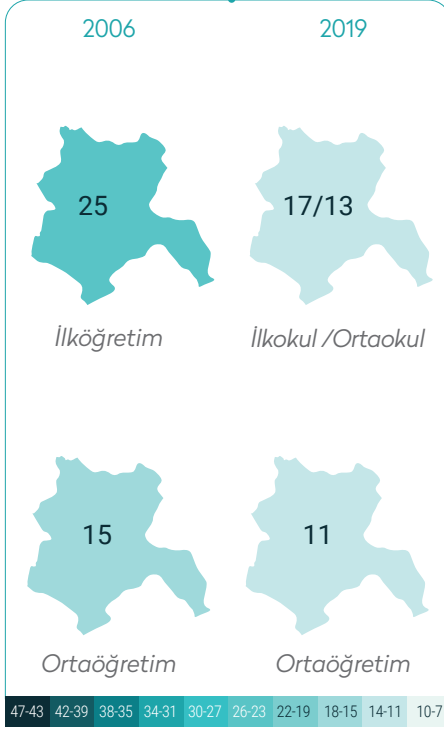 2006 2019
25 17/13
İlköğretim İlkokul /Ortaokul
15 11
Ortaöğretim Ortaöğretim
47-43 42-39 38-35 34-31 30-27 26-23 22-19 18-15 14-11 10-7